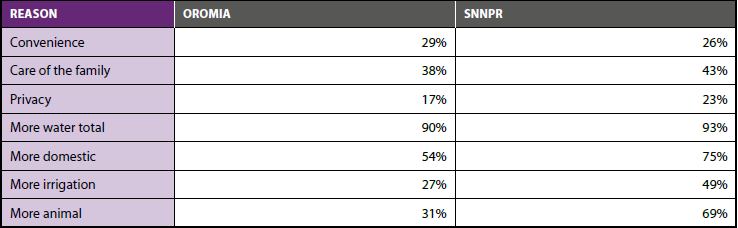 REASON OROMIA SNNPR
Convenience 29% 26%
Care of the family 38% 43%
Privacy 17% 23%
More water total 90% 93%
More domestic 54% 75%
More irrigation 27% 49%
More animal 31% 69%